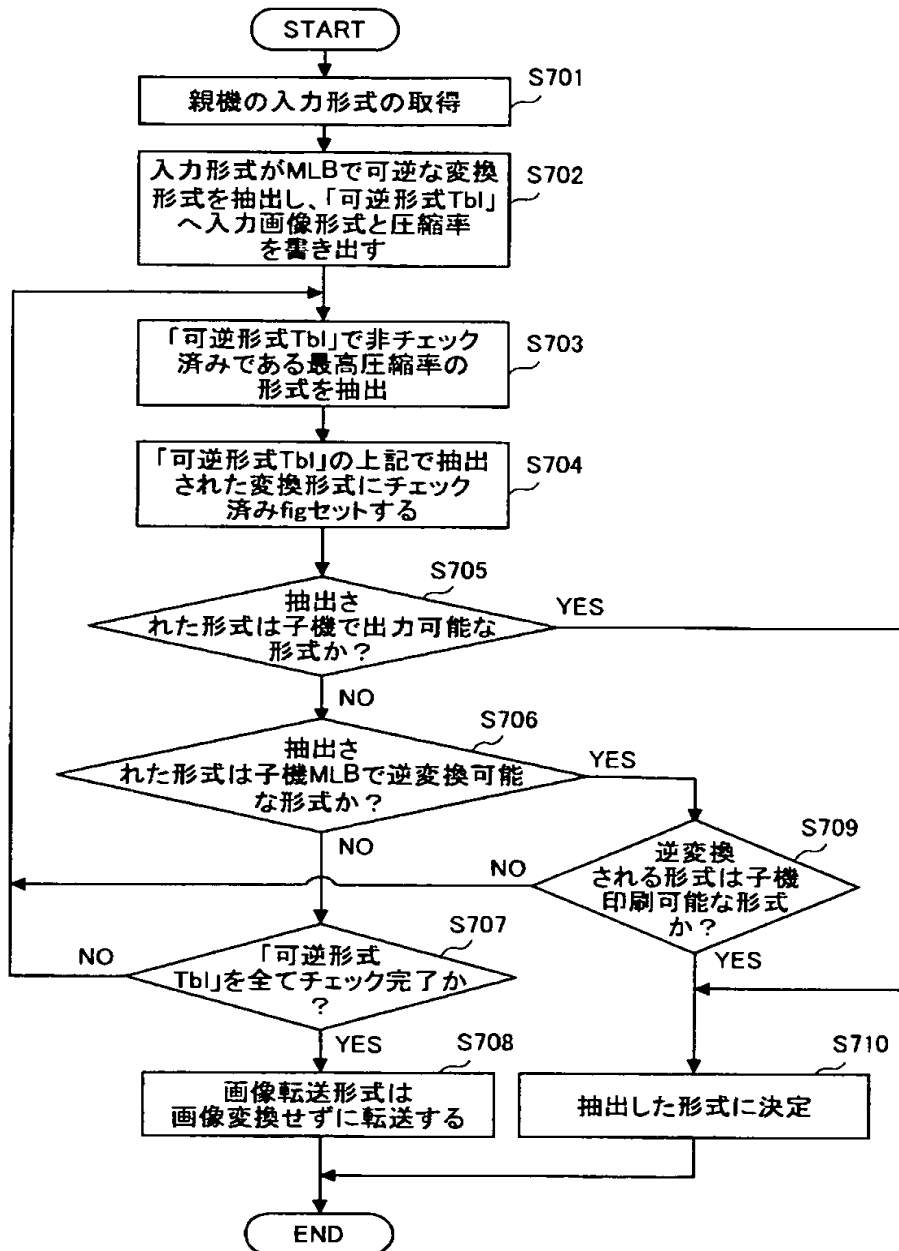 START
S701
親機の入力形式の取得
S702
入力形式がMLBで可逆な変換
形式を抽出し、「可逆形式Tbl」
へ入力画像形式と圧縮率
を書き出す
S703
「可逆形式Tbl」で非チェック
済みである最高圧縮率の
形式を抽出
S704
「可逆形式Tbl」の上記で抽出
された変換形式にチェック
済みfigセットする
S705
抽出さ
れた形式は子機で出力可能な
形式か?
YES
NO
S706
抽出さ
れた形式は子機MLBで逆変換可能
な形式か?
YES
NO
S709
逆変換
される形式は子機
印刷可能な形式
か?
NO
YES
S707
「可逆形式
Tbl」を全てチェック完了か
?
NO
YES
S708
画像転送形式は
画像変換せずに転送する
S710
抽出した形式に決定
END